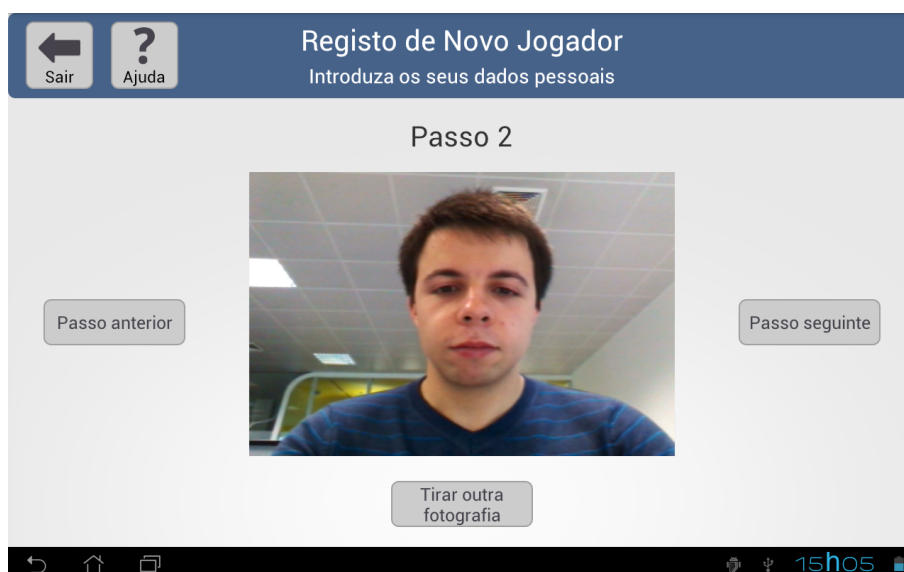 Sair
?
Ajuda
Registo de Novo Jogador
Introduza os seus dados pessoais
Passo 2
Passo anterior
Passo seguinte
Tirar outra
fotografia
15h05